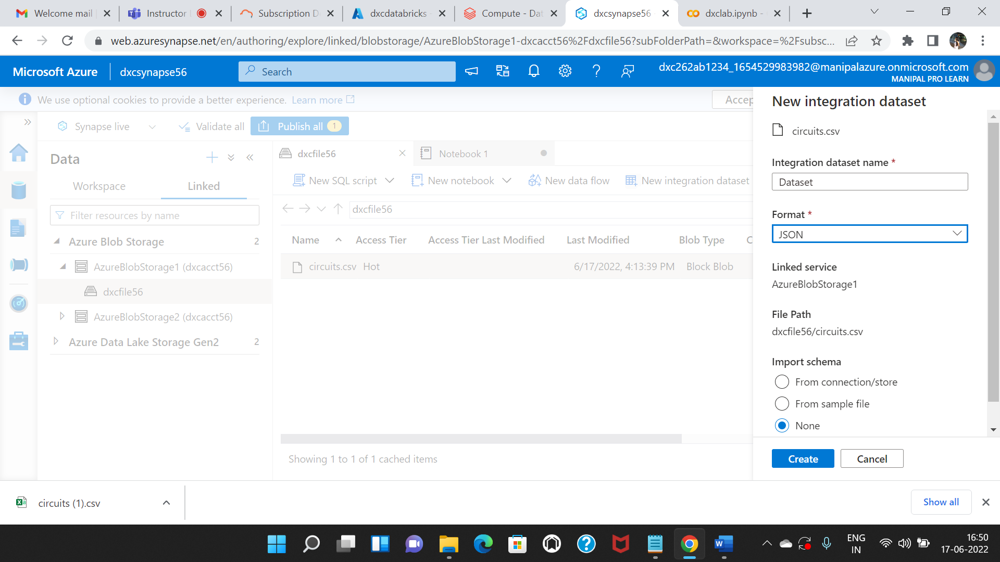 Welcome mail
Instructor
Subscription D
dxcdatabricks -
Compute - Dat
dxcsynapse56
dxclab.ipynb -
web.azuresynapse.net/en/authoring/explore/linked/blobstorage/AzureBlobStorage1-dxcacct56%2Fdxcfile56?subFolderPath=&workspace=%2Fsubsc...
Microsoft Azure
dxcsynapse56
Search
dxc262ab1234_1654529983982@manipalazure.onmicrosoft.com
MANIPAL PRO LEARN
We use optional cookies to provide a better experience. Learn more
Accep
New integration dataset
circuits.csv
Synapse live
Validate all
Publish all 1
Data
Workspace
Linked
Filter resources by name
Azure Blob Storage 2
AzureBlobStorage1 (dxcacct56)
dxcfile56
AzureBlobStorage2 (dxcacct56)
Azure Data Lake Storage Gen2 2
dxcfile56
Notebook 1
New SQL script
New notebook
New data flow
New integration dataset
dxcfile56
Name
Access Tier
Access Tier Last Modified
Last Modified
Blob Type
C
circuits.csv Hot 6/17/2022, 4:13:39 PM Block Blob
Showing 1 to 1 of 1 cached items
Integration dataset name *
Dataset
Format *
JSON
Linked service
AzureBlobStorage1
File Path
dxcfile56/circuits.csv
Import schema
From connection/store
From sample file
None
Create
Cancel
circuits (1).csv
Show all
ENG
IN
16:50
17-06-2022